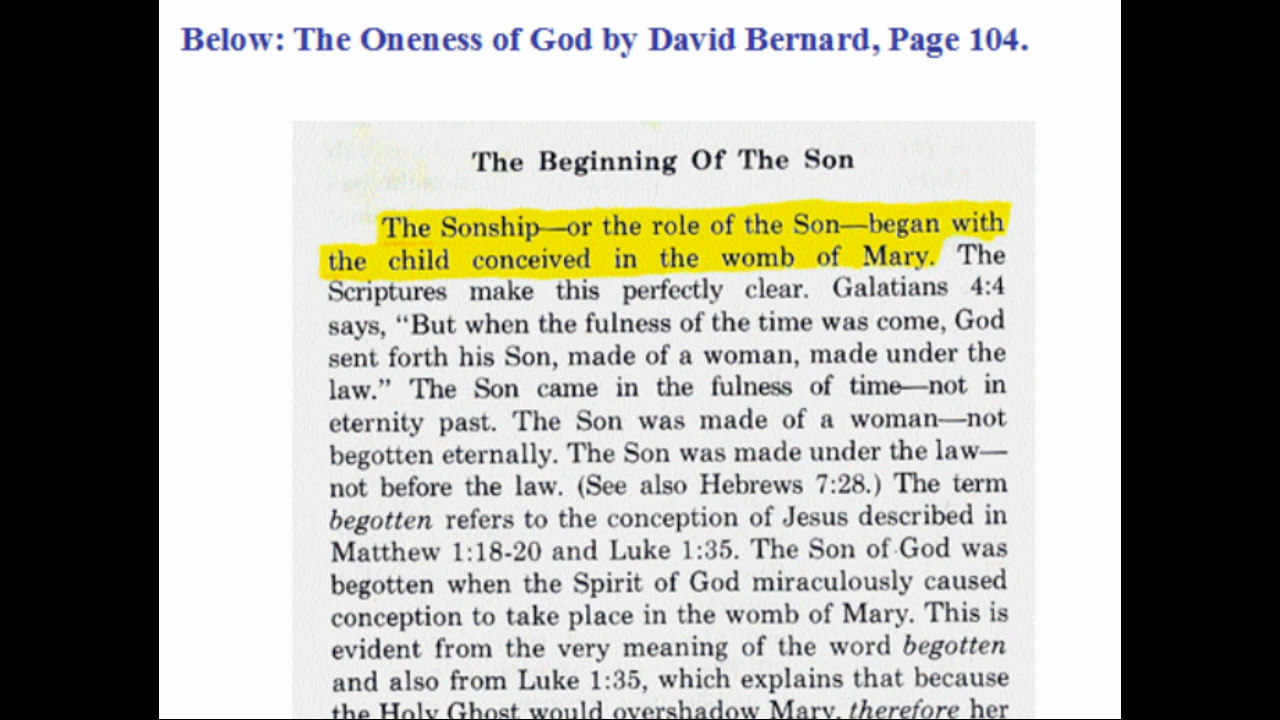 Below: The Oneness of God by David Bernard, Page 104.
The Beginning Of The Son
The Sonship—or the role of the Son—began with
the child conceived in the womb of Mary. The
Scriptures make this perfectly clear. Galatians 4:4
says, “But when the fulness of the time was come, God
sent forth his Son, made of a woman, made under the
law.” The Son came in the fulness of time—not in
eternity past. The Son was made of a woman—not
begotten eternally. The Son was made under the law—
not before the law. (See also Hebrews 7:28.) The term
begotten refers to the conception of Jesus described in
Matthew 1:18-20 and Luke 1:35. The Son of God was
begotten when the Spirit of God miraculously caused
conception to take place in the womb of Mary. This is
evident from the very meaning of the word begotten
and also from Luke 1:35, which explains that because
the Holy Ghost would overshadow Mary, therefore her